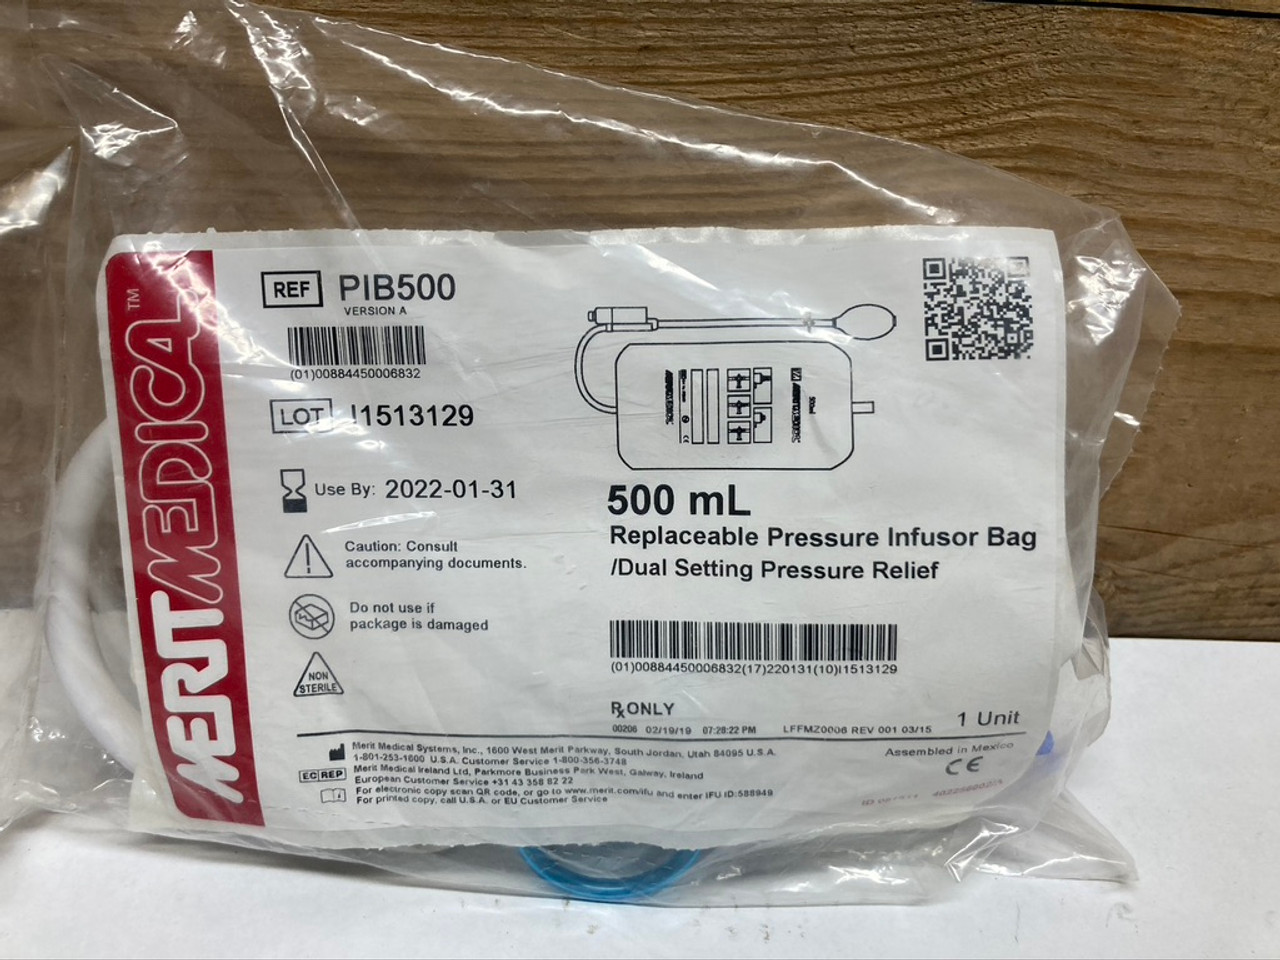 MERIT MEDICAL™
REF PIB500
VERSION A
(01)00884450006832
LOT I1513129
Use By: 2022-01-31
Caution: Consult
accompanying documents.
Do not use if
package is damaged
NON
STERILE
500 mL
Replaceable Pressure Infusor Bag
/Dual Setting Pressure Relief
(01)00884450006832(17)220131(10)I1513129
RX ONLY
00206 02/19/19 07:28:22 PM LFFMZ0006 REV 001 03/15
1 Unit
Merit Medical Systems, Inc., 1600 West Merit Parkway, South Jordan, Utah 84095 U.S.A.
1-801-253-1600 U.S.A. Customer Service 1-800-356-3748
EC REP Merit Medical Ireland Ltd, Parkmore Business Park West, Galway, Ireland
European Customer Service +31 43 358 82 22
For electronic copy scan QR code, or go to www.merit.com/ifu and enter IFU ID:588949
For printed copy, call U.S.A. or EU Customer Service
Assembled in Mexico
CE